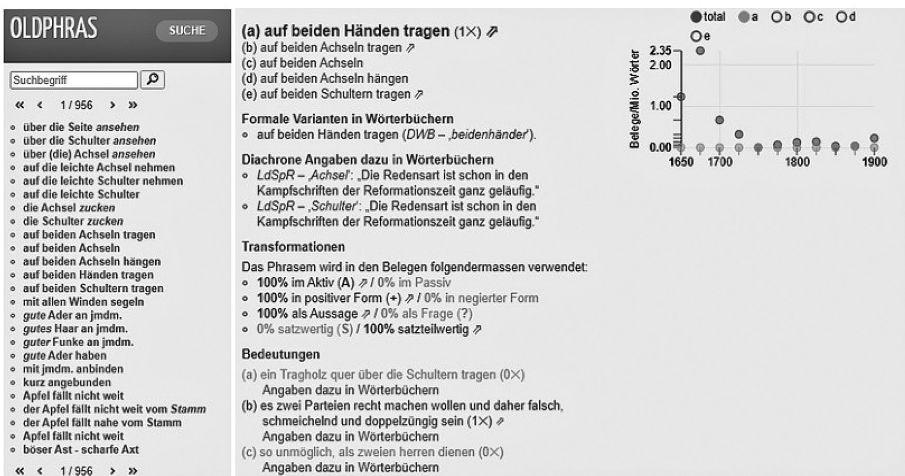 OLDPHRAS
SUCHE
Suchbegriff
« ‹ 1/956 › »
über die Seite ansehen
über die Schulter ansehen
über (die) Achsel ansehen
auf die leichte Achsel nehmen
auf die leichte Schulter nehmen
auf die leichte Schulter
die Achsel zucken
die Schulter zucken
auf beiden Achseln tragen
auf beiden Achseln
auf beiden Achseln hängen
auf beiden Händen tragen
auf beiden Schultern tragen
mit allen Winden segeln
gute Ader an jmdm.
gutes Haar an jmdm.
guter Funke an jmdm.
gute Ader haben
mit jmdm. anbinden
kurz angebunden
Apfel fällt nicht weit
der Apfel fällt nicht weit vom Stamm
der Apfel fällt nahe vom Stamm
Apfel fällt nicht weit
böser Ast - scharfe Axt
« ‹ 1/956 › »
(a) auf beiden Händen tragen (1×) ⇗
(b) auf beiden Achseln tragen ⇗
(c) auf beiden Achseln
(d) auf beiden Achseln hängen
(e) auf beiden Schultern tragen ⇗
Formale Varianten in Wörterbüchern
auf beiden Händen tragen (DWB – ‚beidenhänder‘).
Diachrone Angaben dazu in Wörterbüchern
LdSpR – ‚Achsel‘: „Die Redensart ist schon in den
Kampfschriften der Reformationszeit ganz geläufig.“
LdSpR – ‚Schulter‘: „Die Redensart ist schon in den
Kampfschriften der Reformationszeit ganz geläufig.“
Transformationen
Das Phrasem wird in den Belegen folgendermassen verwendet:
100% im Aktiv (A) ⇗ / 0% im Passiv
100% in positiver Form (+) ⇗ / 0% in negierter Form
100% als Aussage ⇗ / 0% als Frage (?)
0% satzwertig (S) / 100% satzteilwertig ⇗
Bedeutungen
(a) ein Tragholz quer über die Schultern tragen (0×)
Angaben dazu in Wörterbüchern
(b) es zwei Parteien recht machen wollen und daher falsch,
schmeichelnd und doppelzüngig sein (1×) ⇗
Angaben dazu in Wörterbüchern
(c) so unmöglich, als zweien herren dienen (0×)
Angaben dazu in Wörterbüchern
total a b c d
e
Belege/Mio. Wörter
2.35
2.00
1.00
0.00
1650 1700 1800 1900